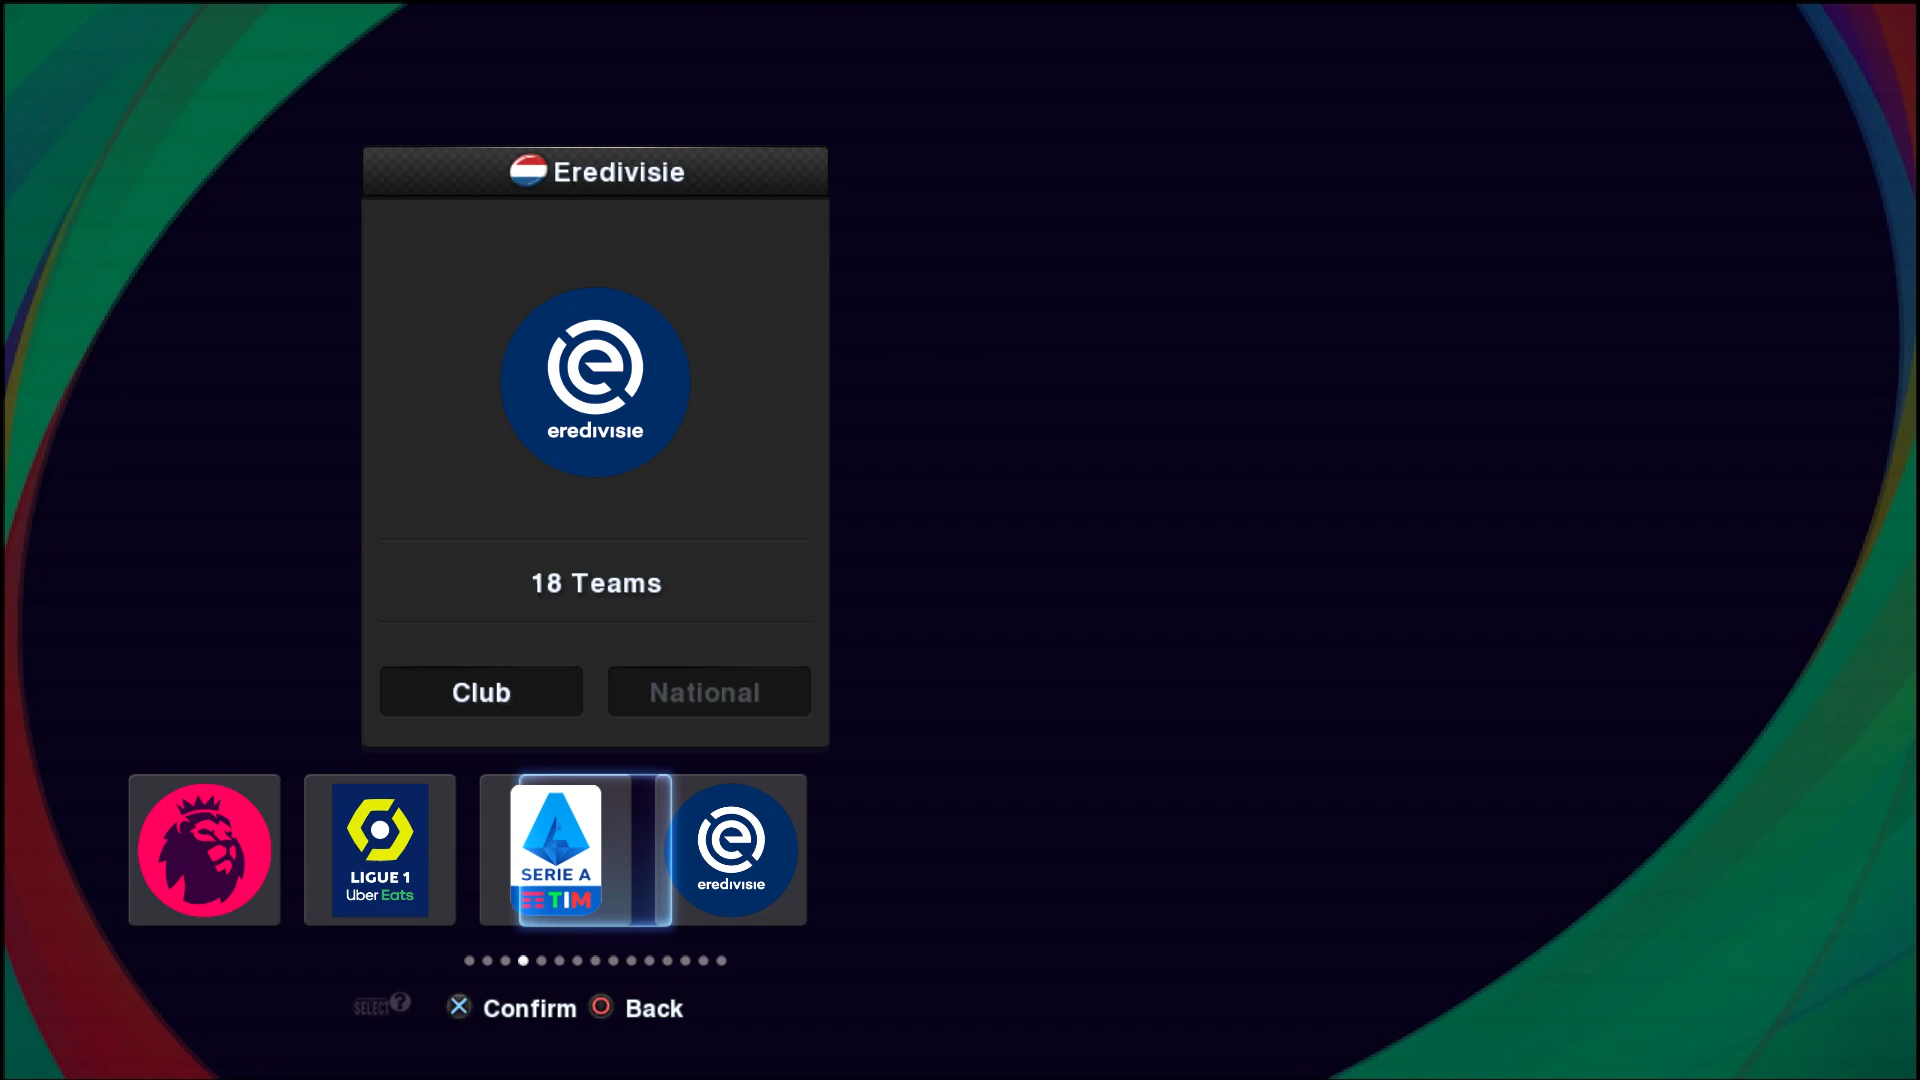 Eredivisie
eredivisie
18 Teams
Club
National
LIGUE 1
Uber Eats
SERIE A
TIM
eredivisie
SELECT ?
Confirm
Back